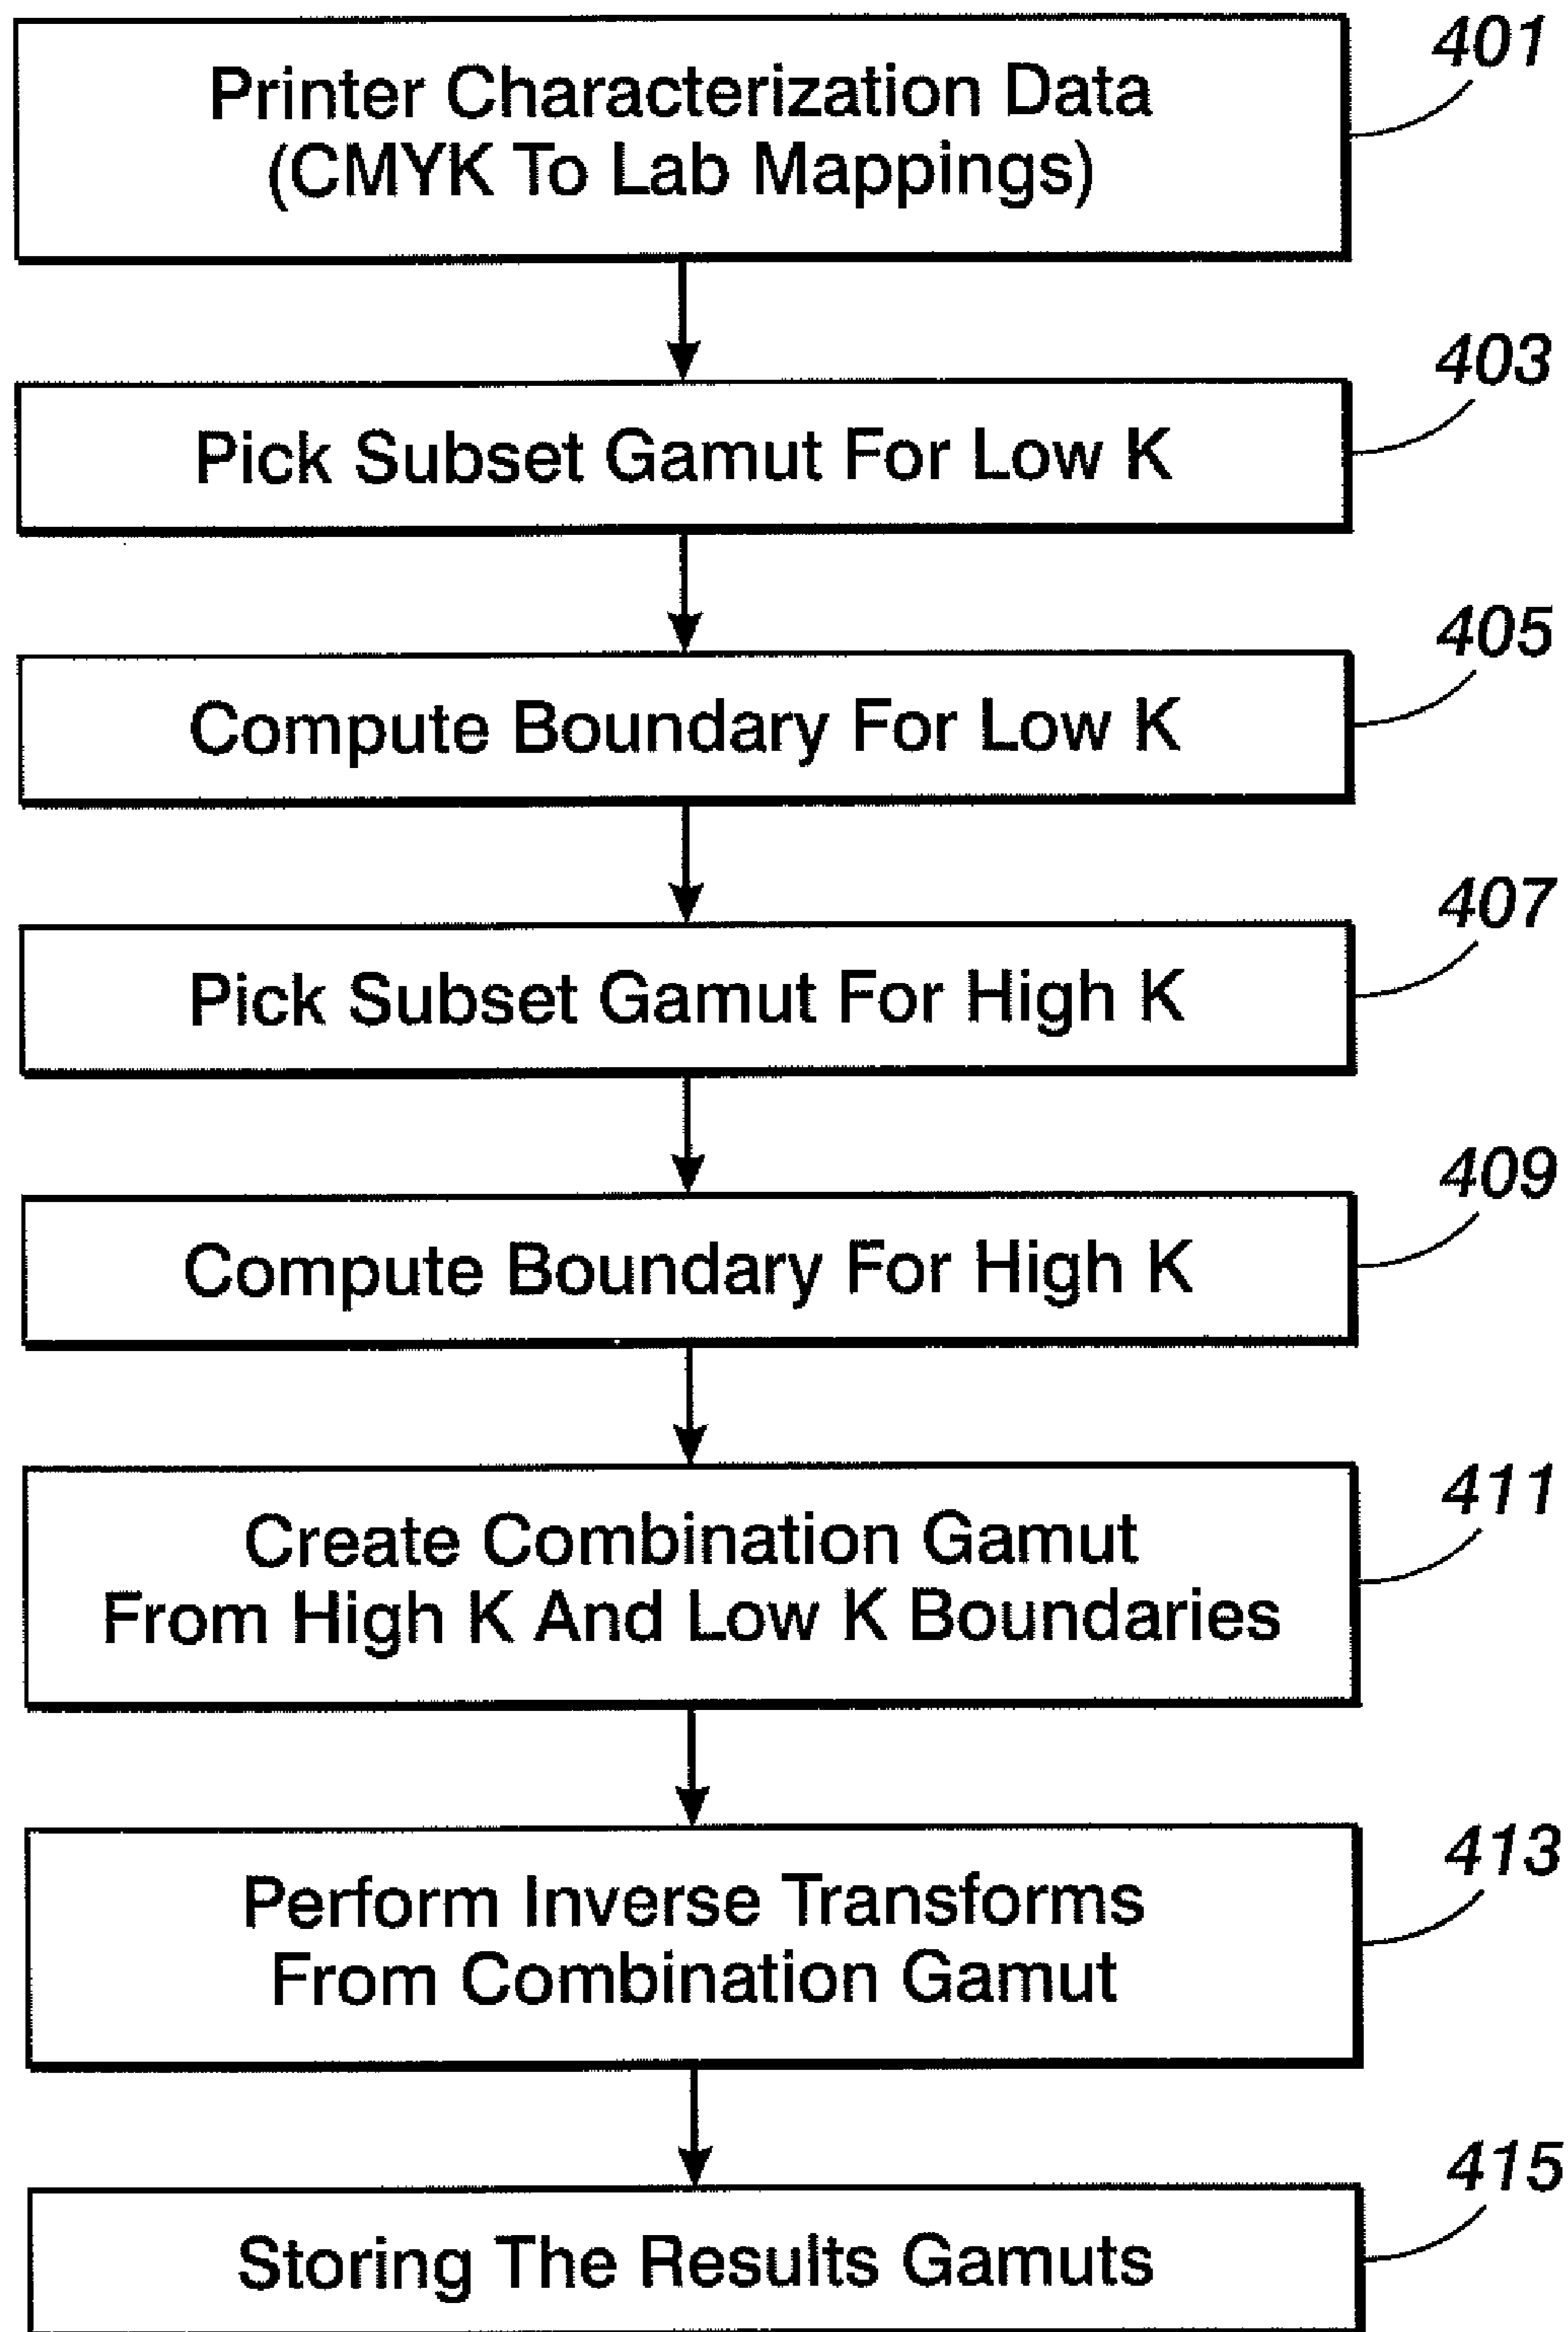 401
Printer Characterization Data
(CMYK To Lab Mappings)
403
Pick Subset Gamut For Low K
405
Compute Boundary For Low K
407
Pick Subset Gamut For High K
409
Compute Boundary For High K
411
Create Combination Gamut
From High K And Low K Boundaries
413
Perform Inverse Transforms
From Combination Gamut
415
Storing The Results Gamuts